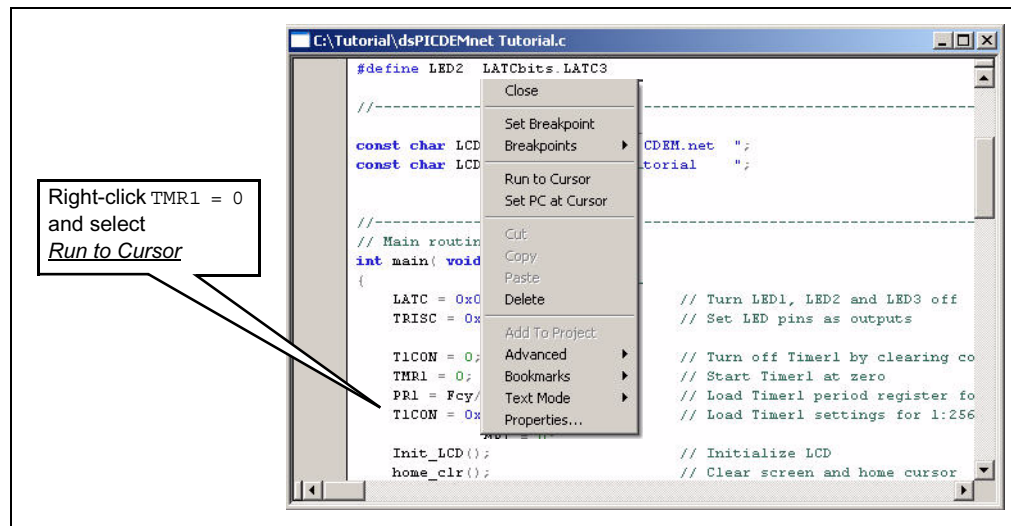 C:\Tutorial\dsPICDEMnet Tutorial.c
#define LED2 LATCbits.LATC3
//
const char LCD CDEM.net ";
const char LCD torial ";
//
// Main routin
int main( void
{
LATC = 0x0 // Turn LED1, LED2 and LED3 off
TRISC = 0x // Set LED pins as outputs
T1CON = 0; // Turn off Timer1 by clearing co
TMR1 = 0; // Start Timer1 at zero
PR1 = Fcy/ // Load Timer1 period register fo
T1CON = 0x // Load Timer1 settings for 1:256
Init_LCD(); // Initialize LCD
home_clr(); // Clear screen and home cursor
Close
Set Breakpoint
Breakpoints
Run to Cursor
Set PC at Cursor
Cut
Copy
Paste
Delete
Add To Project
Advanced
Bookmarks
Text Mode
Properties...
Right-click TMR1 = 0
and select
Run to Cursor